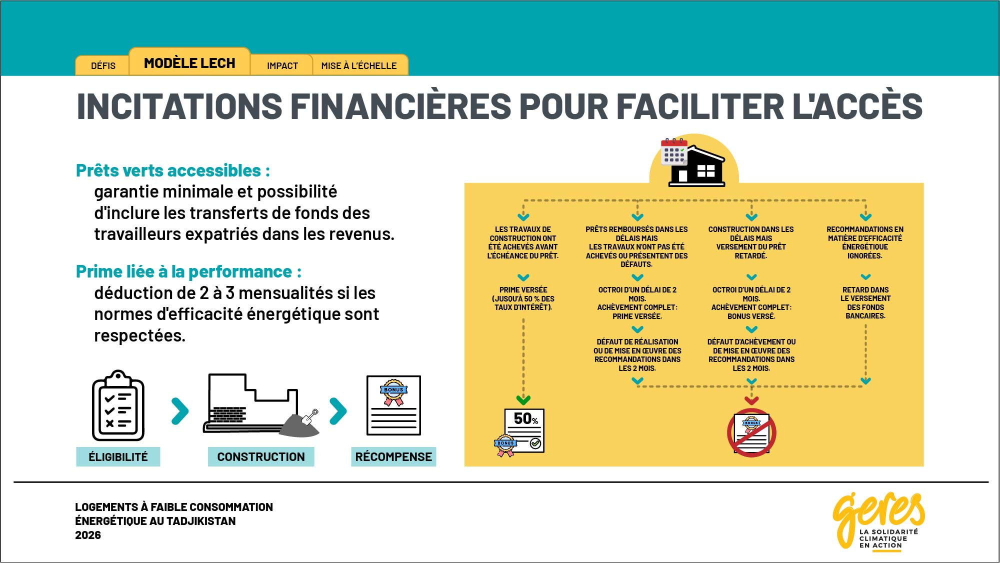 DÉFIS
MODÈLE LECH
IMPACT
MISE À L'ÉCHELLE
INCITATIONS FINANCIÈRES POUR FACILITER L'ACCÈS
Prêts verts accessibles :
garantie minimale et possibilité
d'inclure les transferts de fonds des
travailleurs expatriés dans les revenus.
Prime liée à la performance :
déduction de 2 à 3 mensualités si les
normes d'efficacité énergétique sont
respectées.
BONUS
ÉLIGIBILITÉ
CONSTRUCTION
RÉCOMPENSE
LES TRAVAUX DE
CONSTRUCTION ONT
ÉTÉ ACHEVÉS AVANT
L'ÉCHÉANCE DU PRÊT.
PRIME VERSÉE
(JUSQU'À 50 % DES
TAUX D'INTÉRÊT).
50%
BONUS
PRÊTS REMBOURSÉS DANS LES
DÉLAIS MAIS
LES TRAVAUX N'ONT PAS ÉTÉ
ACHEVÉS OU PRÉSENTENT DES
DÉFAUTS.
OCTROI D'UN DÉLAI DE 2
MOIS.
ACHÈVEMENT COMPLET:
PRIME VERSÉE.
DÉFAUT DE RÉALISATION
OU DE MISE EN ŒUVRE DES
RECOMMANDATIONS DANS
LES 2 MOIS.
CONSTRUCTION DANS LES
DÉLAIS MAIS
VERSEMENT DU PRÊT
RETARDÉ.
OCTROI D'UN DÉLAI DE 2
MOIS.
ACHÈVEMENT COMPLET:
BONUS VERSÉ.
DÉFAUT D'ACHÈVEMENT OU
DE MISE EN ŒUVRE DES
RECOMMANDATIONS DANS
LES 2 MOIS.
RECOMMANDATIONS EN
MATIÈRE D'EFFICACITÉ
ÉNERGÉTIQUE
IGNORÉES.
RETARD DANS
LE VERSEMENT
DES FONDS
BANCAIRES.
BONUS
LOGEMENTS À FAIBLE CONSOMMATION
ÉNERGÉTIQUE AU TADJIKISTAN
2026
geres
LA SOLIDARITÉ
CLIMATIQUE
EN ACTION